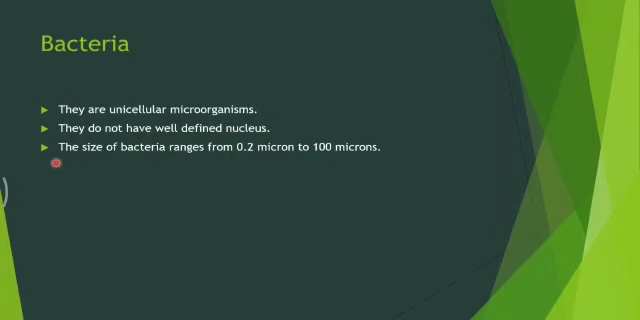 Bacteria
They are unicellular microorganisms.
They do not have well defined nucleus.
The size of bacteria ranges from 0.2 micron to 100 microns.